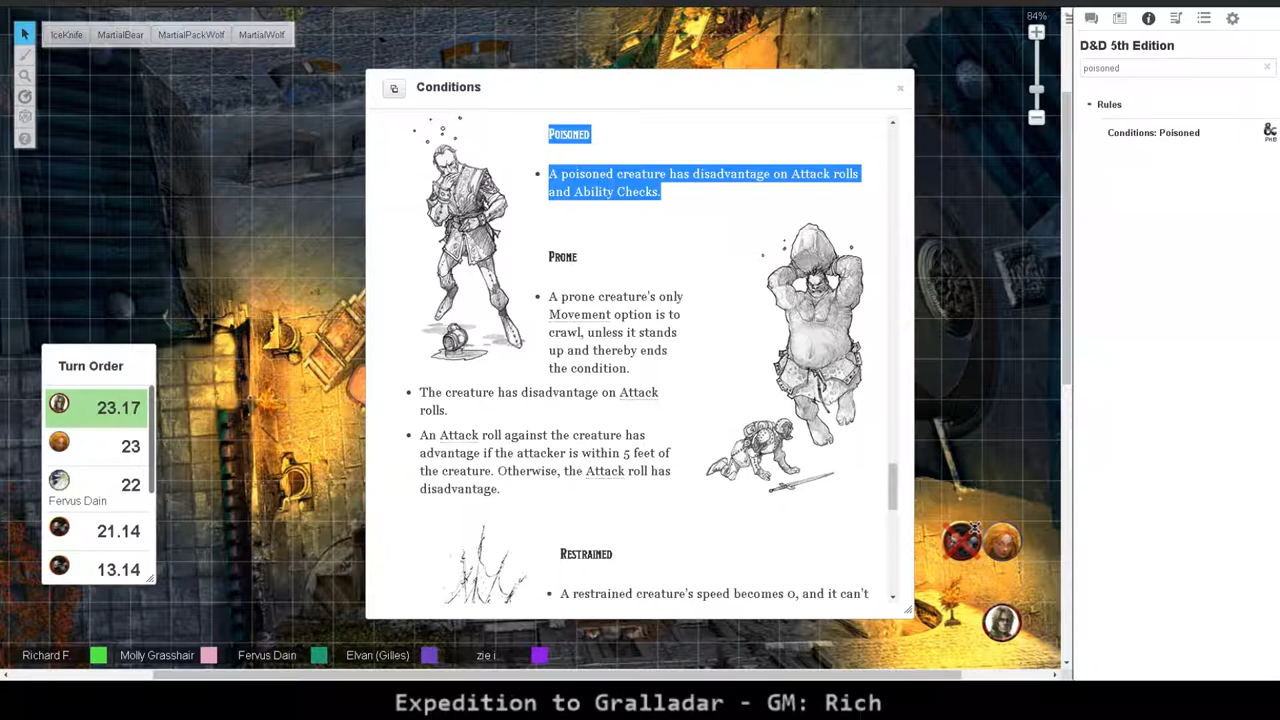 IceKnife
MartialBear
MartialPackWolf
MartialWolf
84%
D&D 5th Edition
poisoned
Rules
Conditions: Poisoned
PHB
Conditions
Poisoned
A poisoned creature has disadvantage on Attack rolls
and Ability Checks.
Prone
A prone creature's only
Movement option is to
crawl, unless it stands
up and thereby ends
the condition.
The creature has disadvantage on Attack
rolls.
An Attack roll against the creature has
advantage if the attacker is within 5 feet of
the creature. Otherwise, the Attack roll has
disadvantage.
Restrained
A restrained creature's speed becomes 0, and it can't
Turn Order
23.17
23
22
Fervus Dain
21.14
13.14
Richard F.
Molly Grasshair
Fervus Dain
Elvan (Gilles)
zie i.
Expedition to Gralladar - GM: Rich